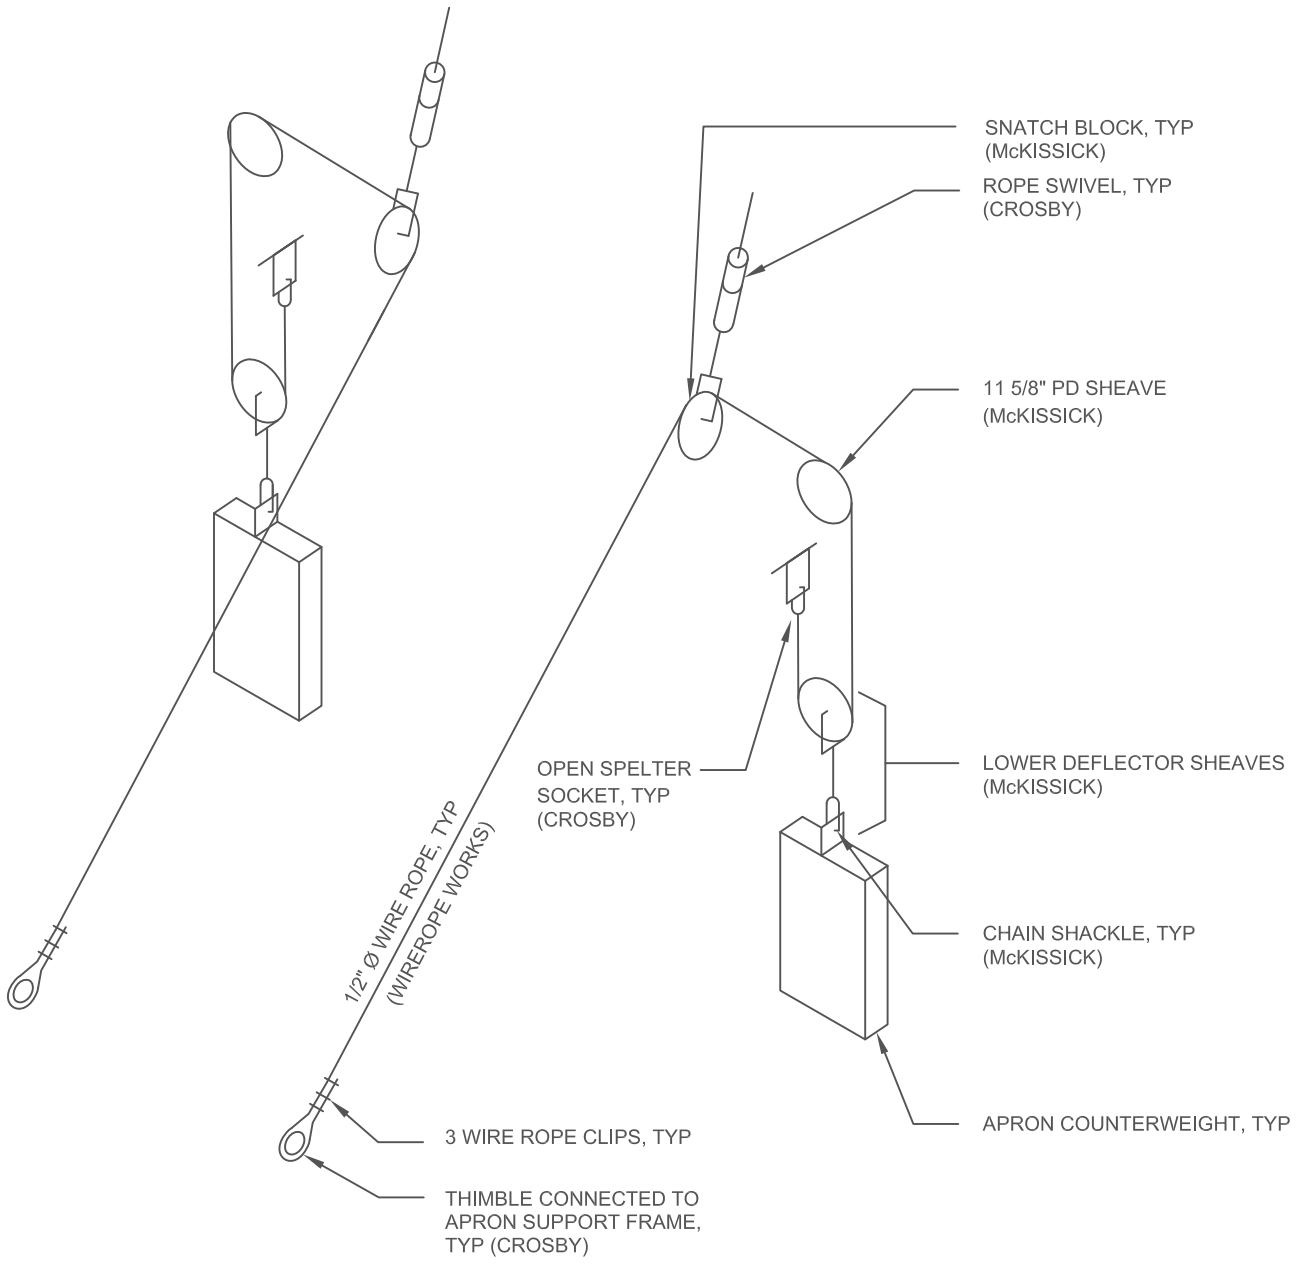 SNATCH BLOCK, TYP
(McKISSICK)
ROPE SWIVEL, TYP
(CROSBY)
11 5/8" PD SHEAVE
(McKISSICK)
OPEN SPELTER
SOCKET, TYP
(CROSBY)
LOWER DEFLECTOR SHEAVES
(McKISSICK)
1/2" Ø WIRE ROPE, TYP
(WIREROPE WORKS)
CHAIN SHACKLE, TYP
(McKISSICK)
APRON COUNTERWEIGHT, TYP
3 WIRE ROPE CLIPS, TYP
THIMBLE CONNECTED TO
APRON SUPPORT FRAME,
TYP (CROSBY)